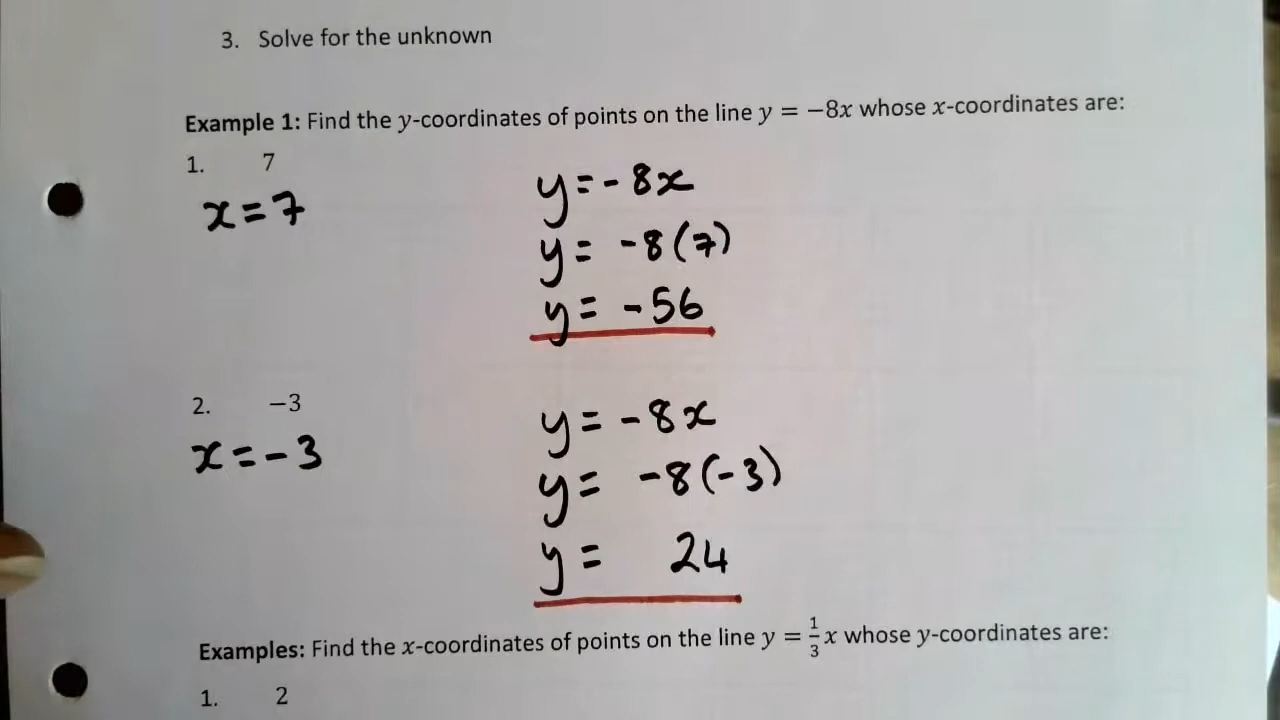 3. Solve for the unknown
Example 1: Find the y-coordinates of points on the line y = −8x whose x-coordinates are:
1. 7
x = 7
y = -8x
y = -8(7)
y = -56
2. −3
x = -3
y = -8x
y = -8(-3)
y = 24
Examples: Find the x-coordinates of points on the line y = 1/3 x whose y-coordinates are:
1. 2